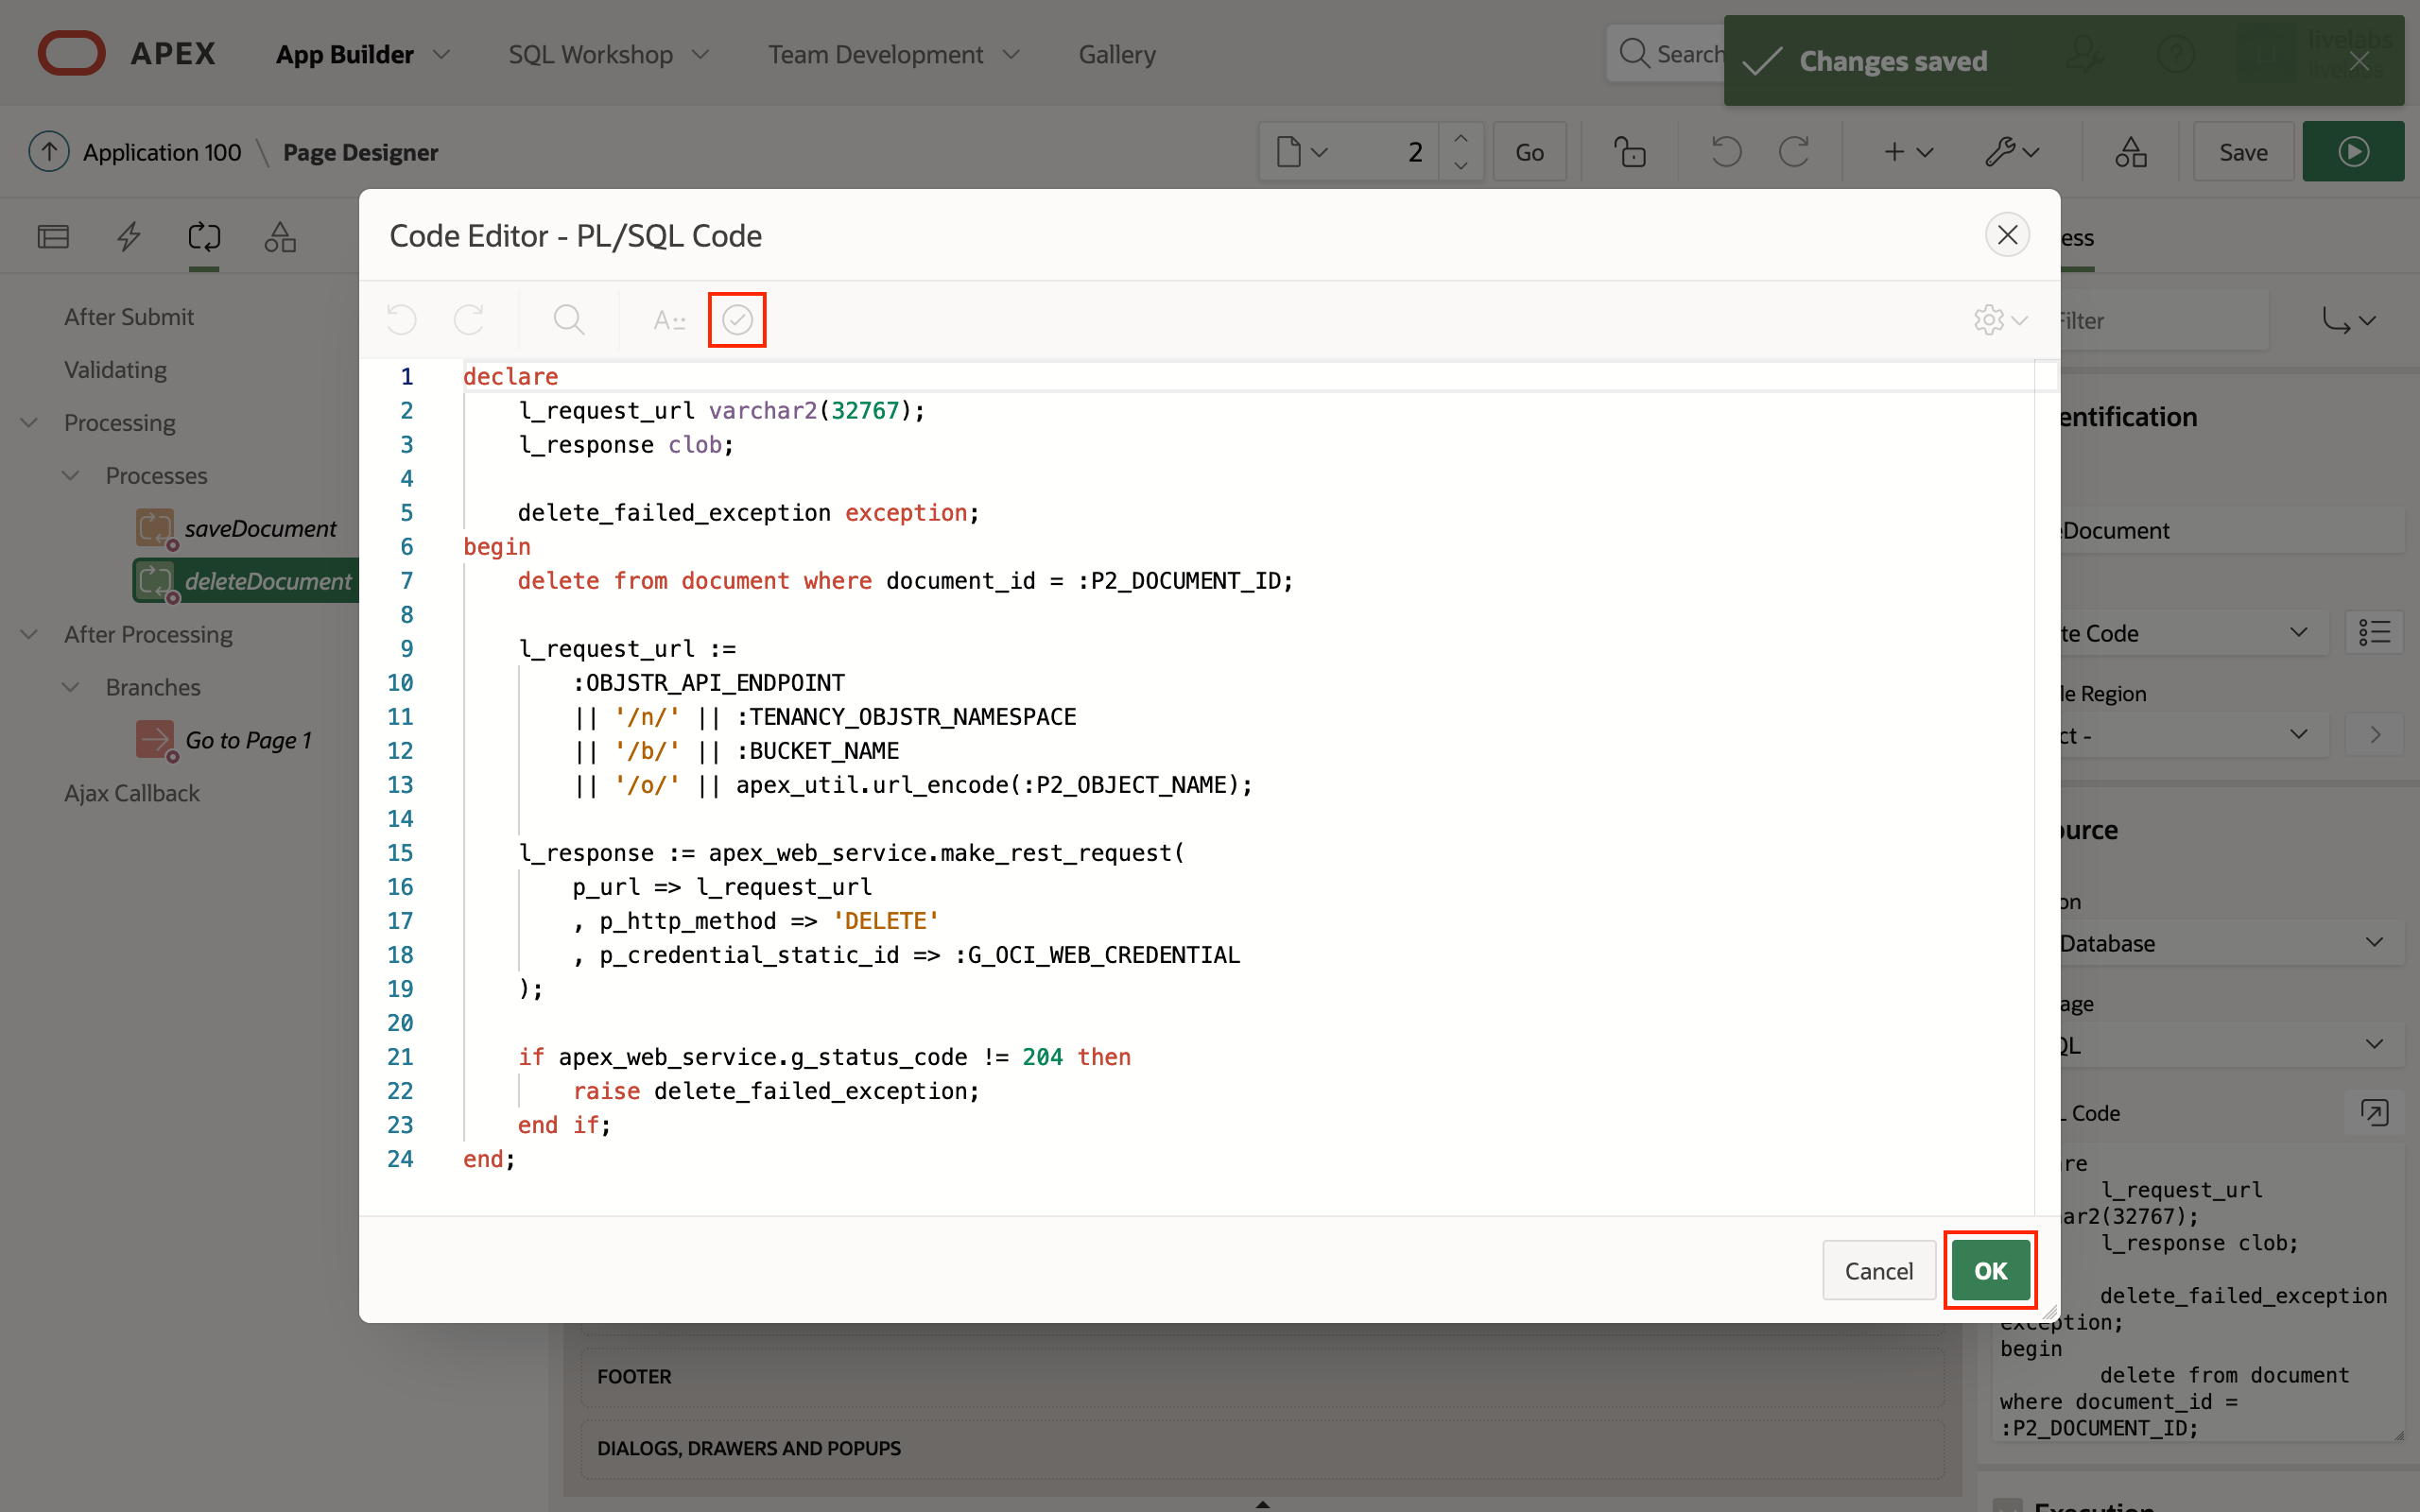 APEX App Builder SQL Workshop Team Development Gallery Search Changes saved
Application 100 \ Page Designer 2 Go Save
Code Editor - PL/SQL Code
After Submit
Validating
Processing
Processes
saveDocument
deleteDocument
After Processing
Branches
Go to Page 1
Ajax Callback
1 declare
2 l_request_url varchar2(32767);
3 l_response clob;
4
5 delete_failed_exception exception;
6 begin
7 delete from document where document_id = :P2_DOCUMENT_ID;
8
9 l_request_url :=
10 :OBJSTR_API_ENDPOINT
11 || '/n/' || :TENANCY_OBJSTR_NAMESPACE
12 || '/b/' || :BUCKET_NAME
13 || '/o/' || apex_util.url_encode(:P2_OBJECT_NAME);
14
15 l_response := apex_web_service.make_rest_request(
16 p_url => l_request_url
17 , p_http_method => 'DELETE'
18 , p_credential_static_id => :G_OCI_WEB_CREDENTIAL
19 );
20
21 if apex_web_service.g_status_code != 204 then
22 raise delete_failed_exception;
23 end if;
24 end;
Cancel OK
ess
ilter
entification
eDocument
te Code
le Region
ct -
ource
on
Database
age
QL
L Code
re
l_request_url
ar2(32767);
l_response clob;
delete_failed_exception
exception;
begin
delete from document
where document_id =
:P2_DOCUMENT_ID;
FOOTER
DIALOGS, DRAWERS AND POPUPS
Execution